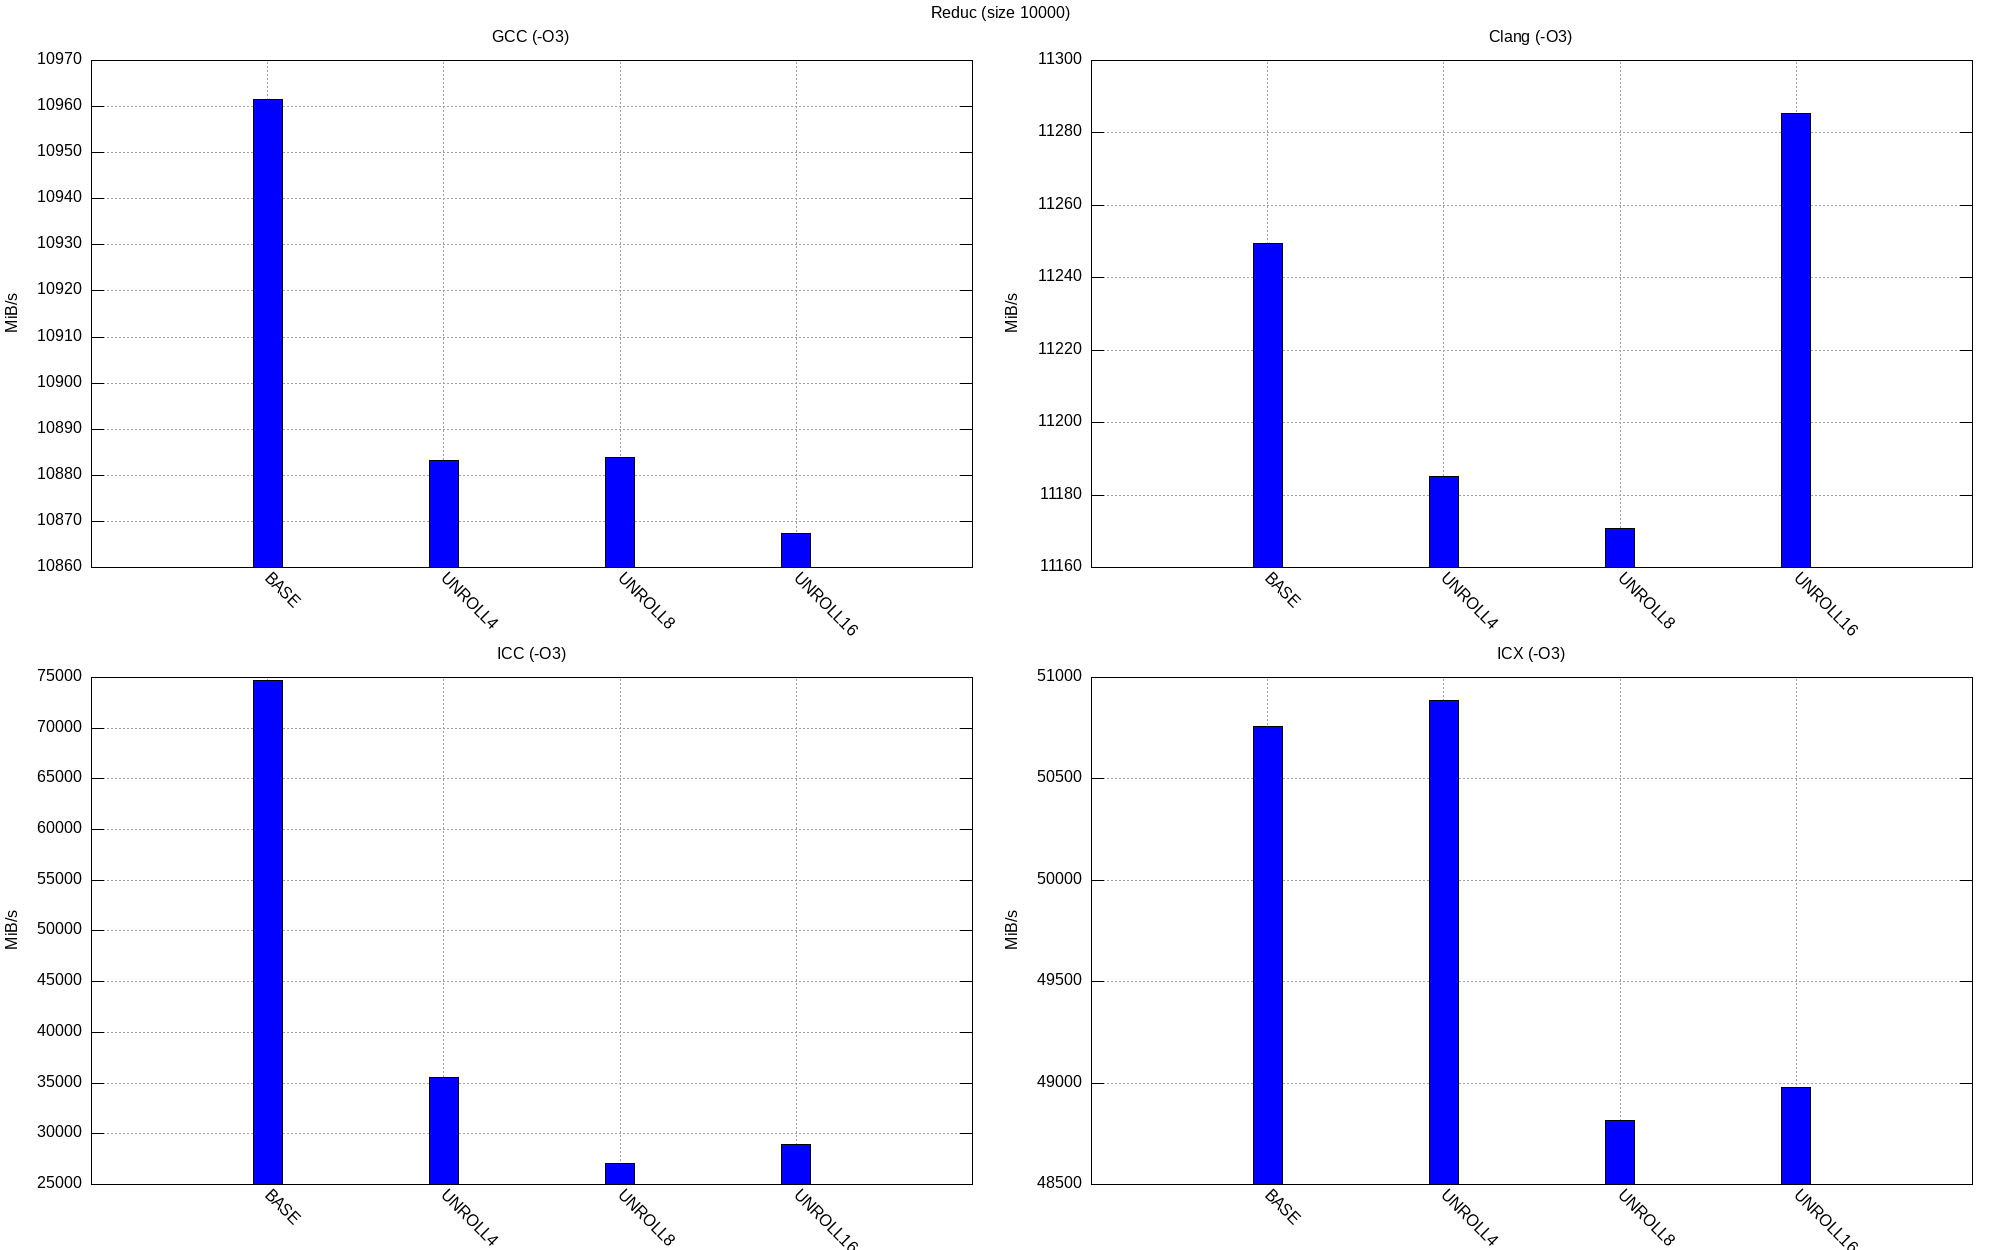 Reduc (size 10000)
GCC (-O3)
10970
10960
10950
10940
10930
10920
10910
10900
10890
10880
10870
10860
MiB/s
BASE
UNROLL4
UNROLL8
UNROLL16
Clang (-O3)
11300
11280
11260
11240
11220
11200
11180
11160
MiB/s
BASE
UNROLL4
UNROLL8
UNROLL16
ICC (-O3)
75000
70000
65000
60000
55000
50000
45000
40000
35000
30000
25000
MiB/s
BASE
UNROLL4
UNROLL8
UNROLL16
ICX (-O3)
51000
50500
50000
49500
49000
48500
MiB/s
BASE
UNROLL4
UNROLL8
UNROLL16